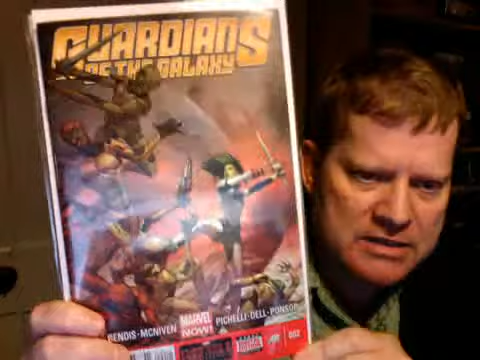 GUARDIANS
OF THE GALAXY
BENDIS • MCNIVEN
MARVEL
NOW!
PICHELLI • DELL • PONSOR
002